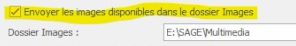 Envoyer les images disponibles dans le dossier Images
Dossier Images : E:\SAGE\Multimedia